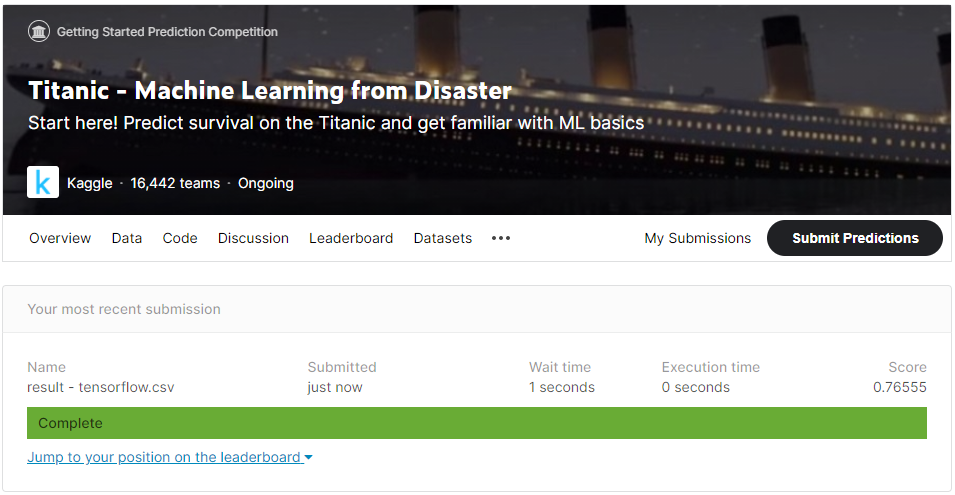 Getting Started Prediction Competition
Titanic - Machine Learning from Disaster
Start here! Predict survival on the Titanic and get familiar with ML basics
k Kaggle · 16,442 teams · Ongoing
Overview Data Code Discussion Leaderboard Datasets ••• My Submissions Submit Predictions
Your most recent submission
Name Submitted Wait time Execution time Score
result - tensorflow.csv just now 1 seconds 0 seconds 0.76555
Complete
Jump to your position on the leaderboard